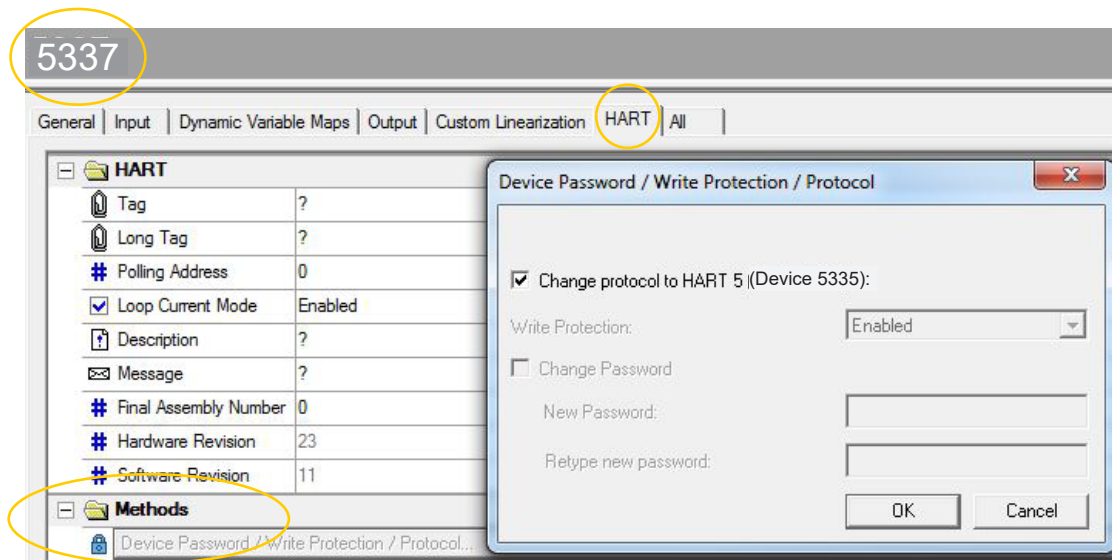 5337
General Input Dynamic Variable Maps Output Custom Linearization HART All
HART
Tag ?
Long Tag ?
Polling Address 0
Loop Current Mode Enabled
Description ?
Message ?
Final Assembly Number 0
Hardware Revision 23
Software Revision 11
Methods
Device Password / Write Protection / Protocol...
Device Password / Write Protection / Protocol
Change protocol to HART 5 (Device 5335):
Write Protection: Enabled
Change Password
New Password:
Retype new password:
OK Cancel